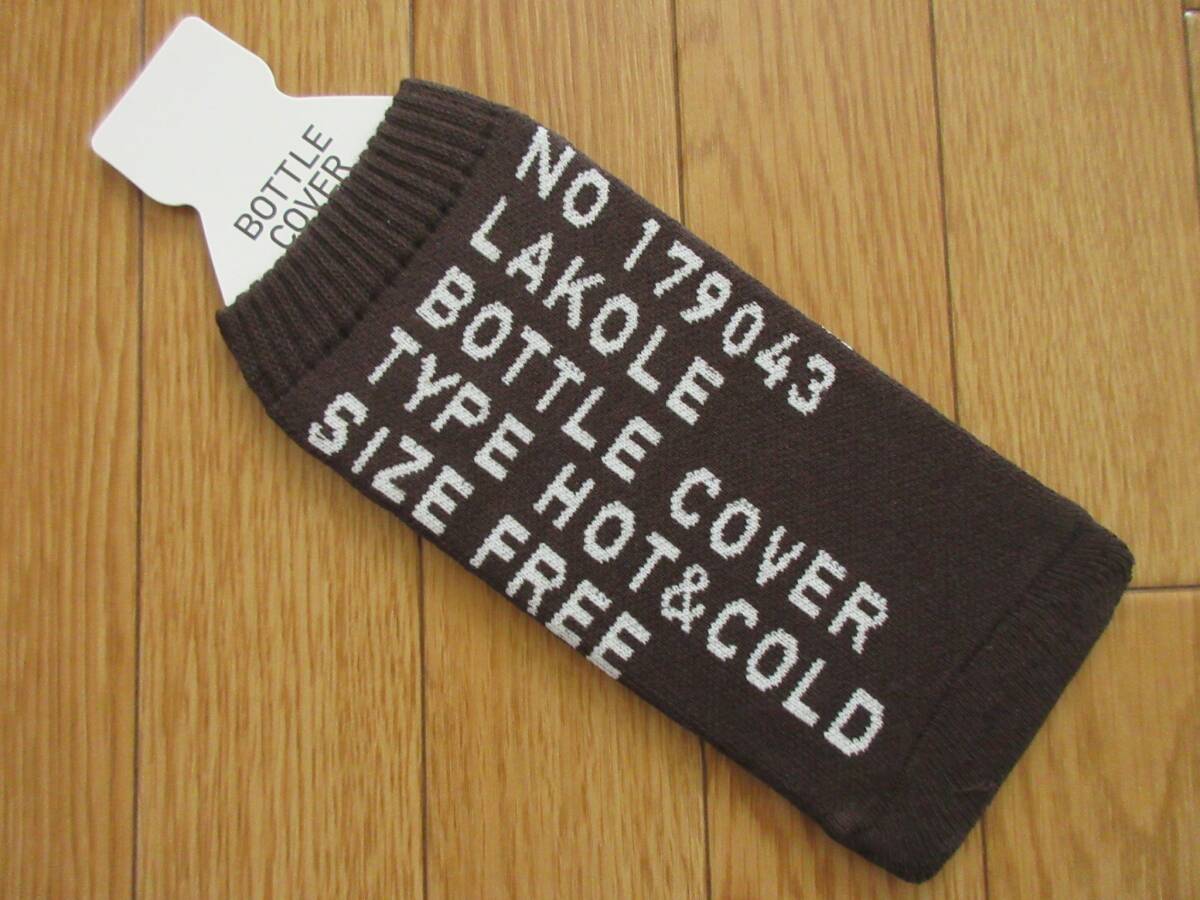 BOTTLE
COVER
NO 179043
LAKOLE
BOTTLE COVER
TYPE HOT&COLD
SIZE FREE